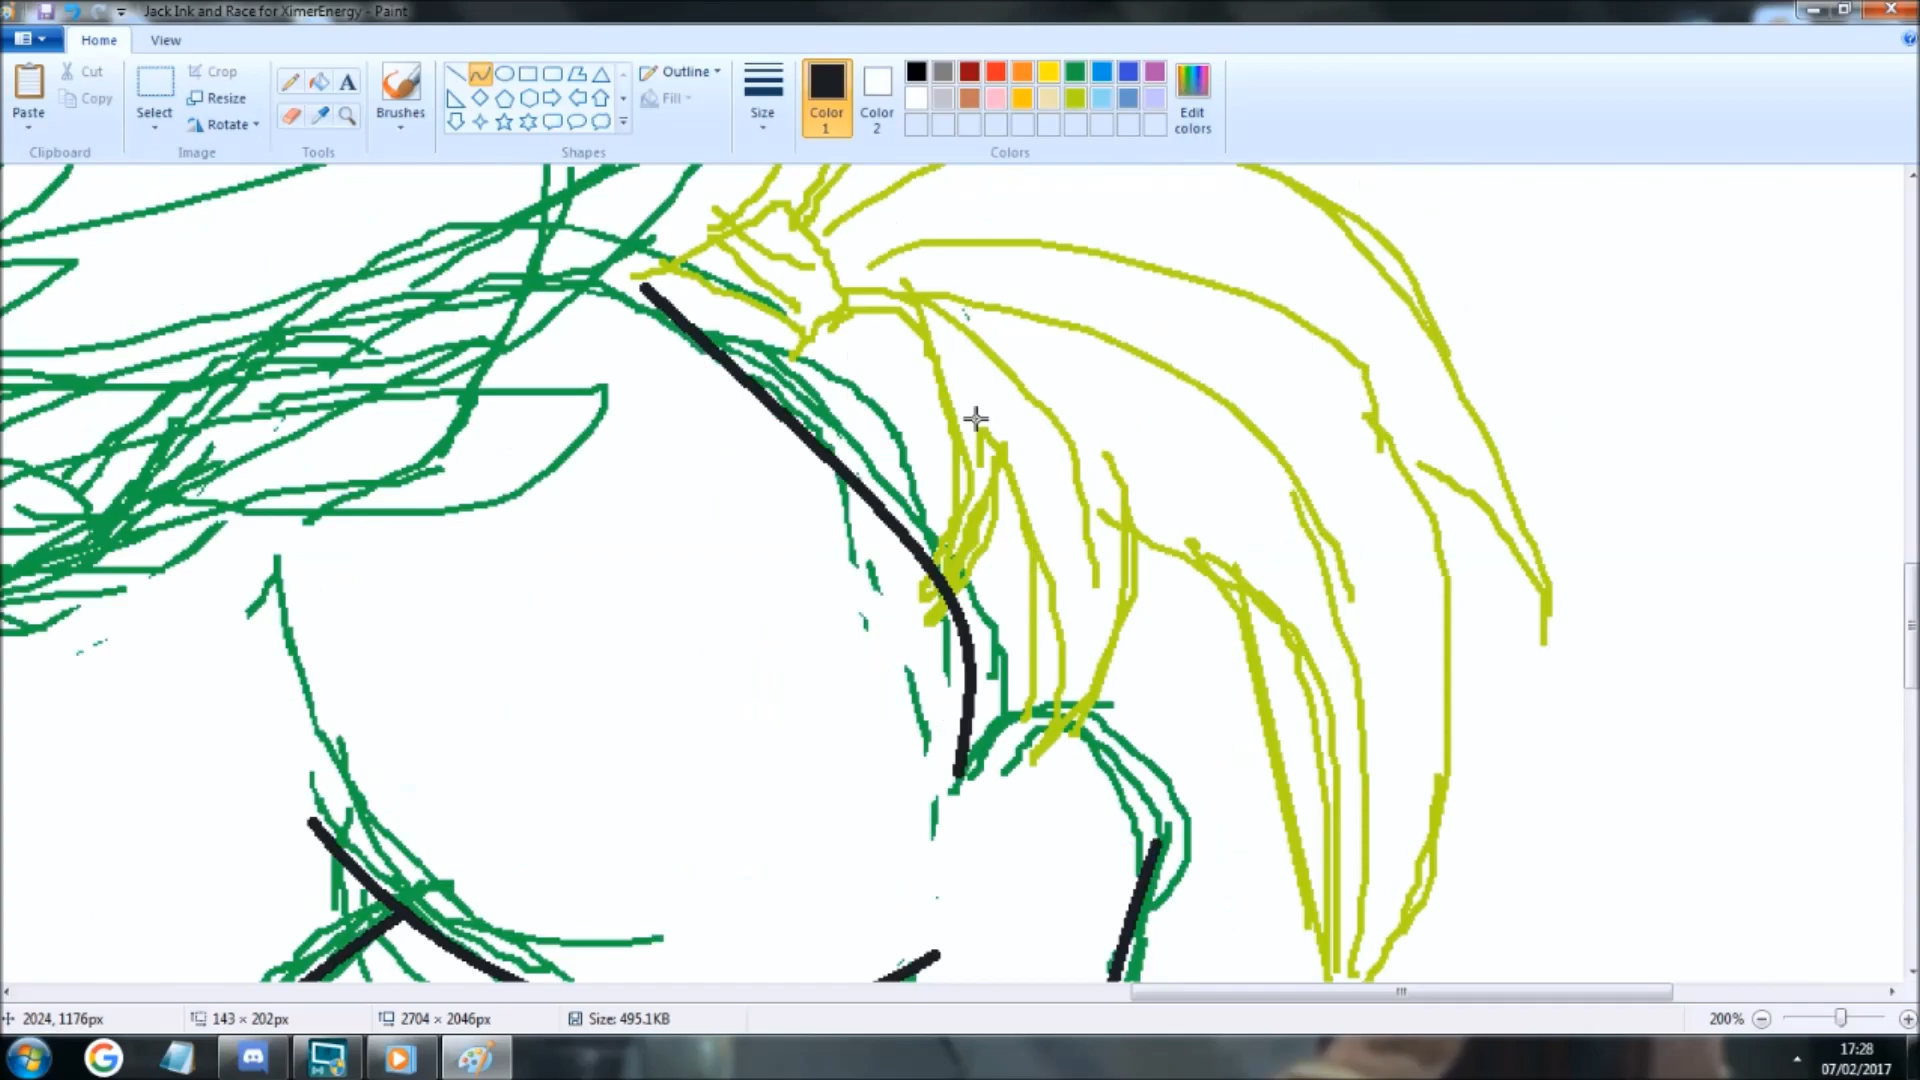 Jack Ink and Race for XimerEnergy - Paint
Home View
Paste
Cut
Copy
Clipboard
Select
Crop
Resize
Rotate
Image
A
Tools
Brushes
Outline
Fill
Shapes
Size
Color 1
Color 2
Edit colors
Colors
2024, 1176px
143 × 202px
2704 × 2046px
Size: 495.1KB
200%
17:28
07/02/2017